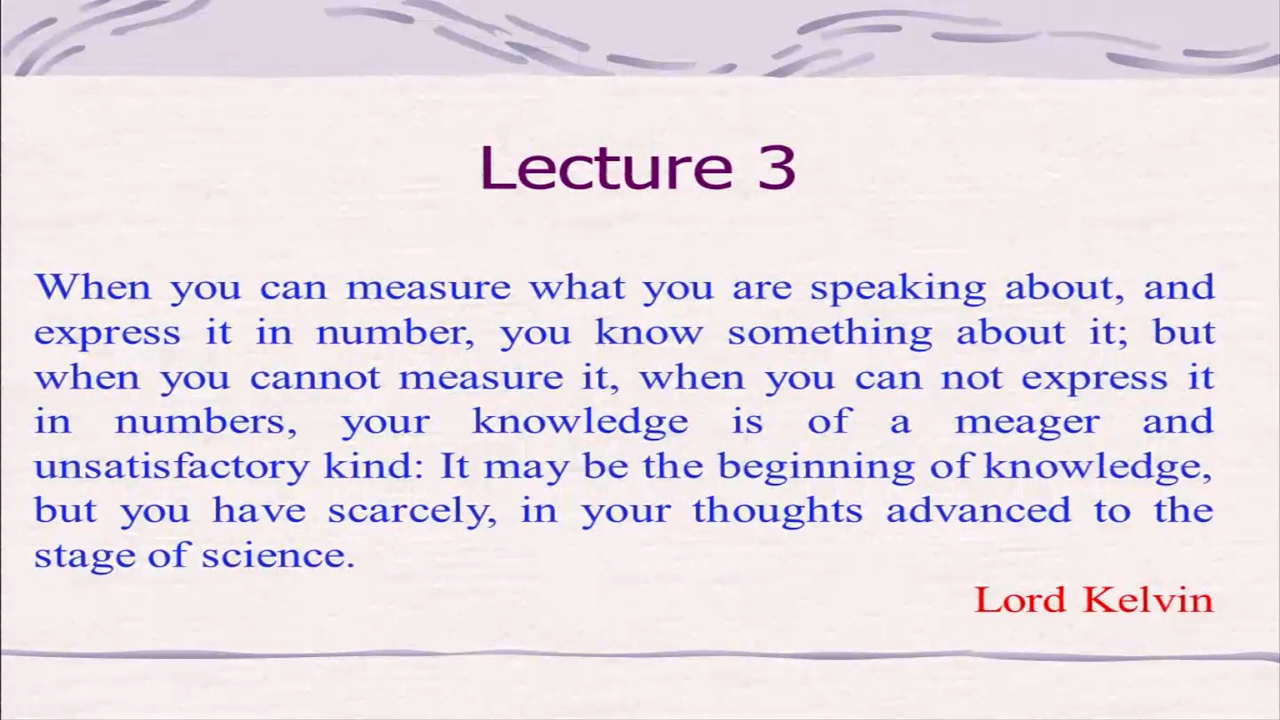 Lecture 3
When you can measure what you are speaking about, and
express it in number, you know something about it; but
when you cannot measure it, when you can not express it
in numbers, your knowledge is of a meager and
unsatisfactory kind: It may be the beginning of knowledge,
but you have scarcely, in your thoughts advanced to the
stage of science.
Lord Kelvin